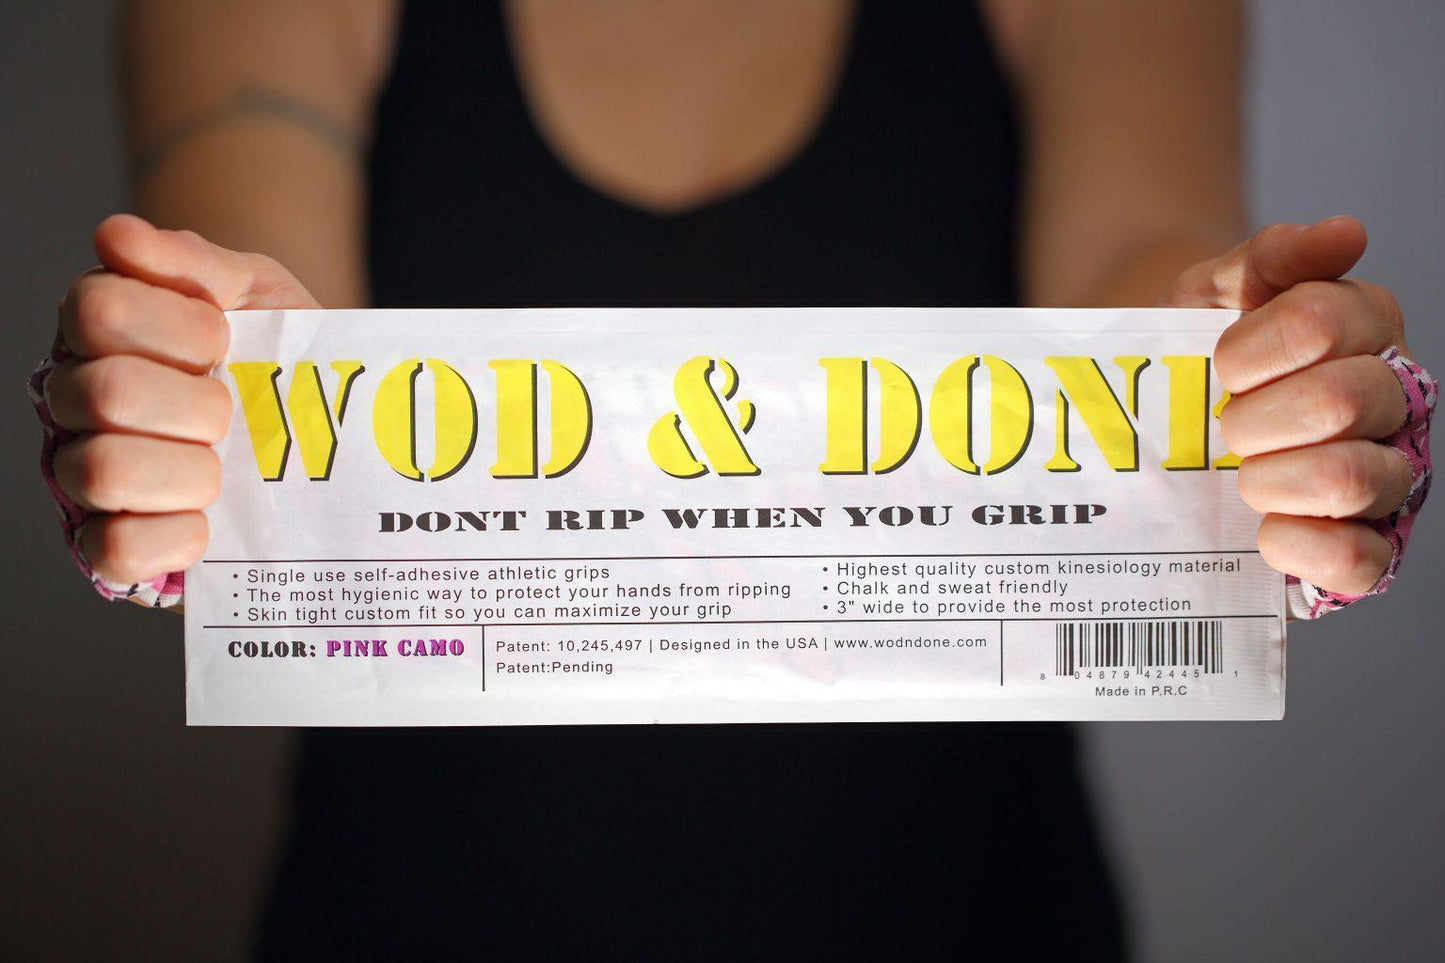 WOD & DONE
DONT RIP WHEN YOU GRIP
• Single use self-adhesive athletic grips
• The most hygienic way to protect your hands from ripping
• Skin tight custom fit so you can maximize your grip
• Highest quality custom kinesiology material
• Chalk and sweat friendly
• 3" wide to provide the most protection
COLOR: PINK CAMO
Patent: 10,245,497 | Designed in the USA | www.wodndone.com
Patent:Pending
8 04879 42445 1
Made in P.R.C